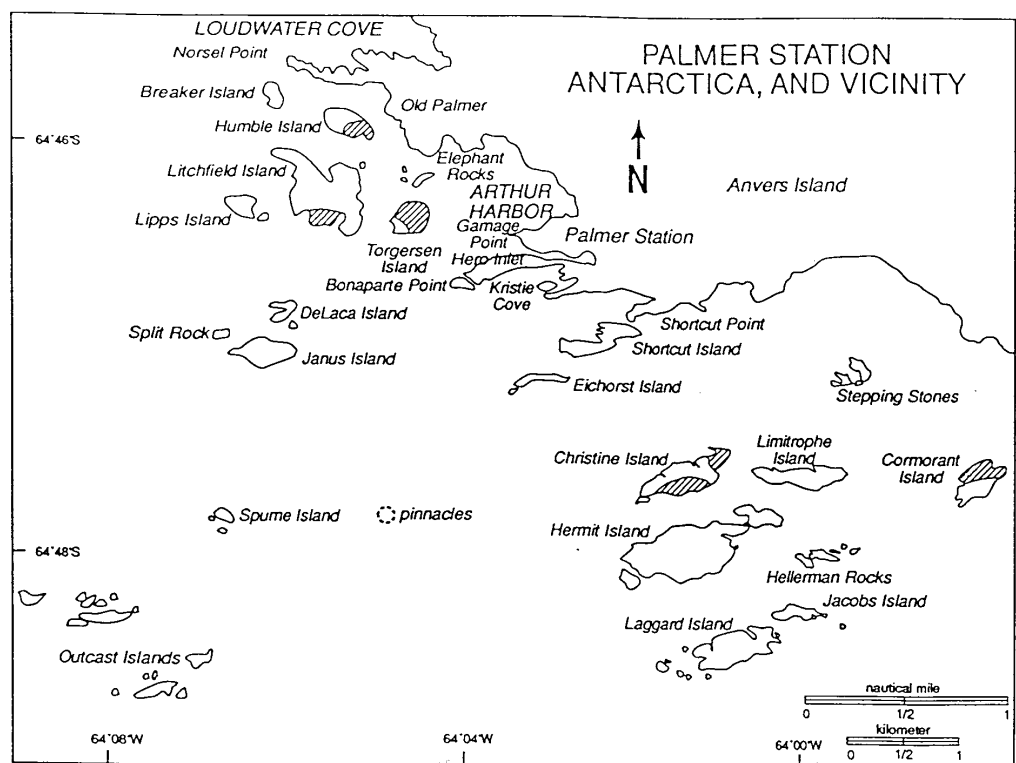 LOUDWATER COVE
Norsel Point
PALMER STATION
ANTARCTICA, AND VICINITY
Breaker Island
Old Palmer
Humble Island
64°46'S
N
Elephant
Rocks
Litchfield Island
ARTHUR
HARBOR
Anvers Island
Lipps Island
Gamage
Point
Palmer Station
Torgersen
Island
Hero Inlet
Bonaparte Point
Kristie
Cove
DeLaca Island
Split Rock
Shortcut Point
Janus Island
Shortcut Island
Eichorst Island
Stepping Stones
Christine Island
Limitrophe
Island
Cormorant
Island
Spume Island
pinnacles
Hermit Island
64°48'S
Hellerman Rocks
Jacobs Island
Laggard Island
Outcast Islands
nautical mile
0 1/2 1
kilometer
0 1/2 1
64°08'W
64°04'W
64°00'W